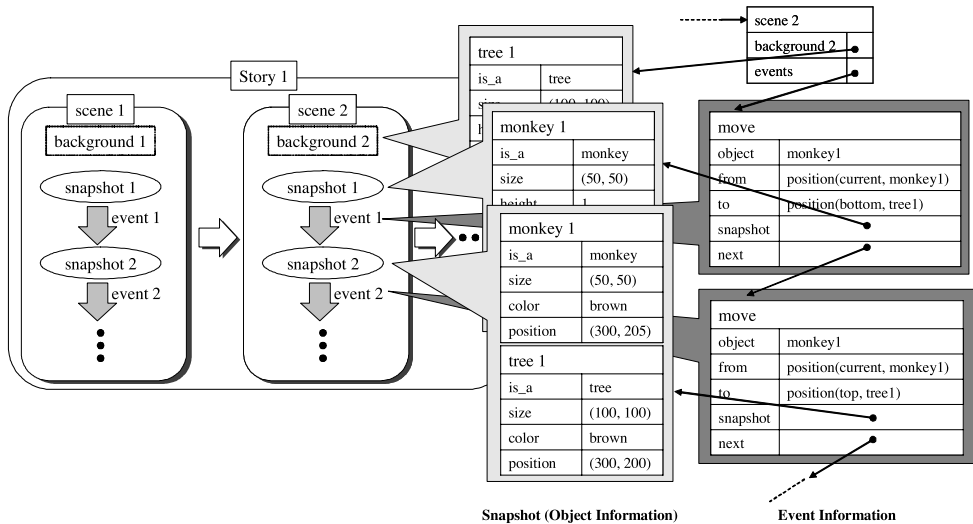 Story 1
scene 1
background 1
snapshot 1
event 1
snapshot 2
event 2
scene 2
background 2
snapshot 1
event 1
snapshot 2
event 2
tree 1
is_a tree
size (100, 100)
monkey 1
is_a monkey
size (50, 50)
height 1
monkey 1
is_a monkey
size (50, 50)
color brown
position (300, 205)
tree 1
is_a tree
size (100, 100)
color brown
position (300, 200)
scene 2
background 2
events
move
object monkey1
from position(current, monkey1)
to position(bottom, tree1)
snapshot
next
move
object monkey1
from position(current, monkey1)
to position(top, tree1)
snapshot
next
Snapshot (Object Information)
Event Information